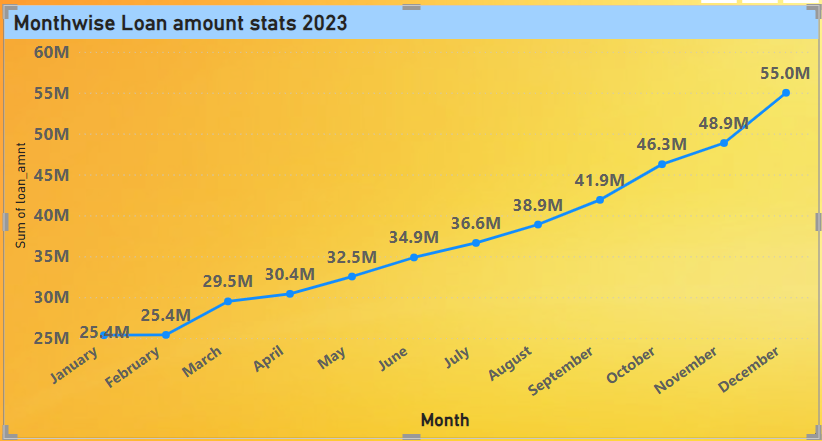 Monthwise Loan amount stats 2023
60M
55M
50M
45M
40M
35M
30M
25M
Sum of loan_amnt
25.4M
25.4M
29.5M
30.4M
32.5M
34.9M
36.6M
38.9M
41.9M
46.3M
48.9M
55.0M
January
February
March
April
May
June
July
August
September
October
November
December
Month